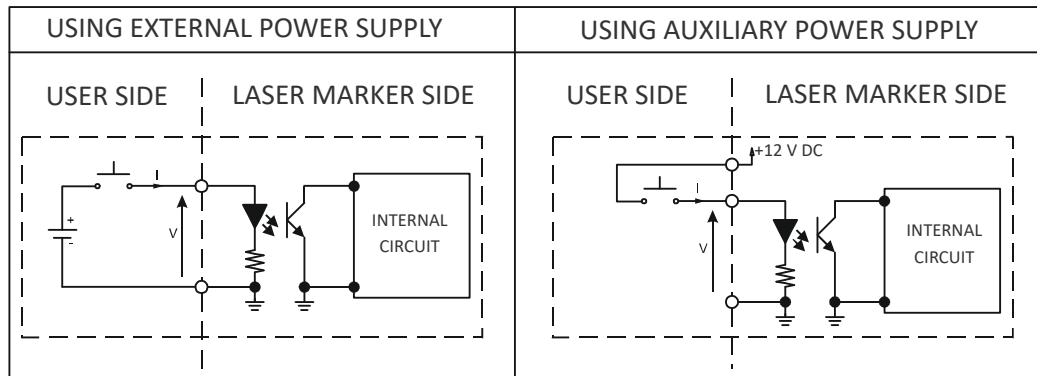 USING EXTERNAL POWER SUPPLY
USING AUXILIARY POWER SUPPLY
USER SIDE
LASER MARKER SIDE
I
+
-
V
INTERNAL
CIRCUIT
USER SIDE
LASER MARKER SIDE
+12 V DC
I
V
INTERNAL
CIRCUIT